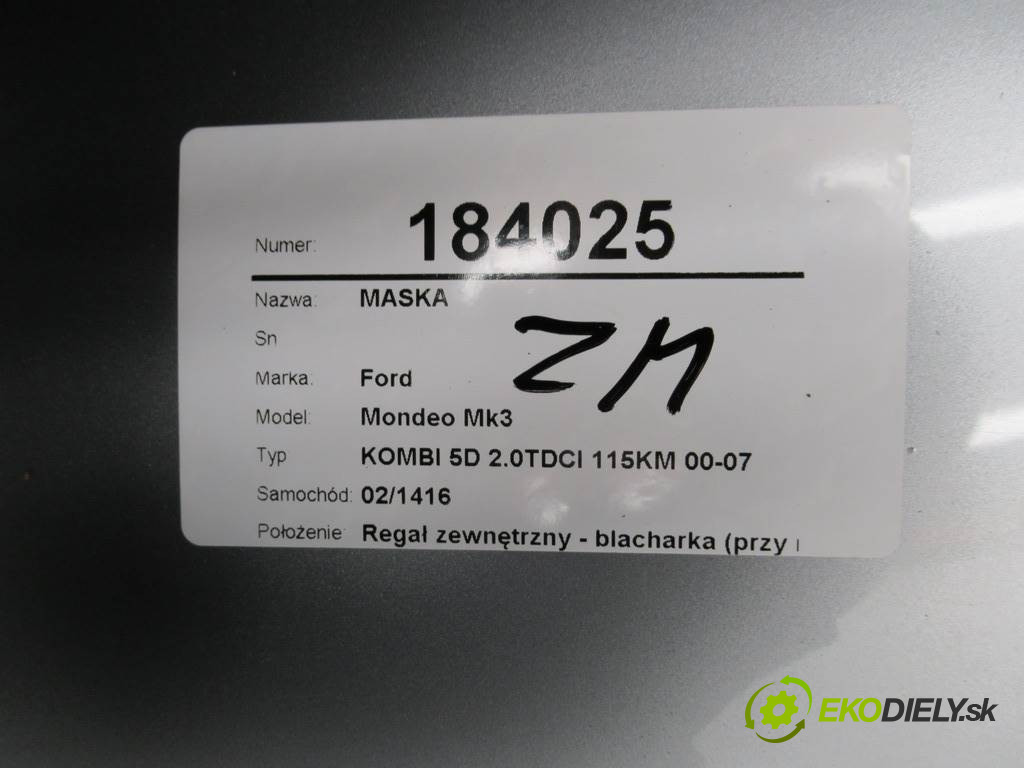 Numer: 184025
Nazwa: MASKA
Sn
ZM
Marka: Ford
Model: Mondeo Mk3
Typ KOMBI 5D 2.0TDCI 115KM 00-07
Samochód: 02/1416
Położenie: Regał zewnętrzny - blacharka (przy
EKODIELY.sk